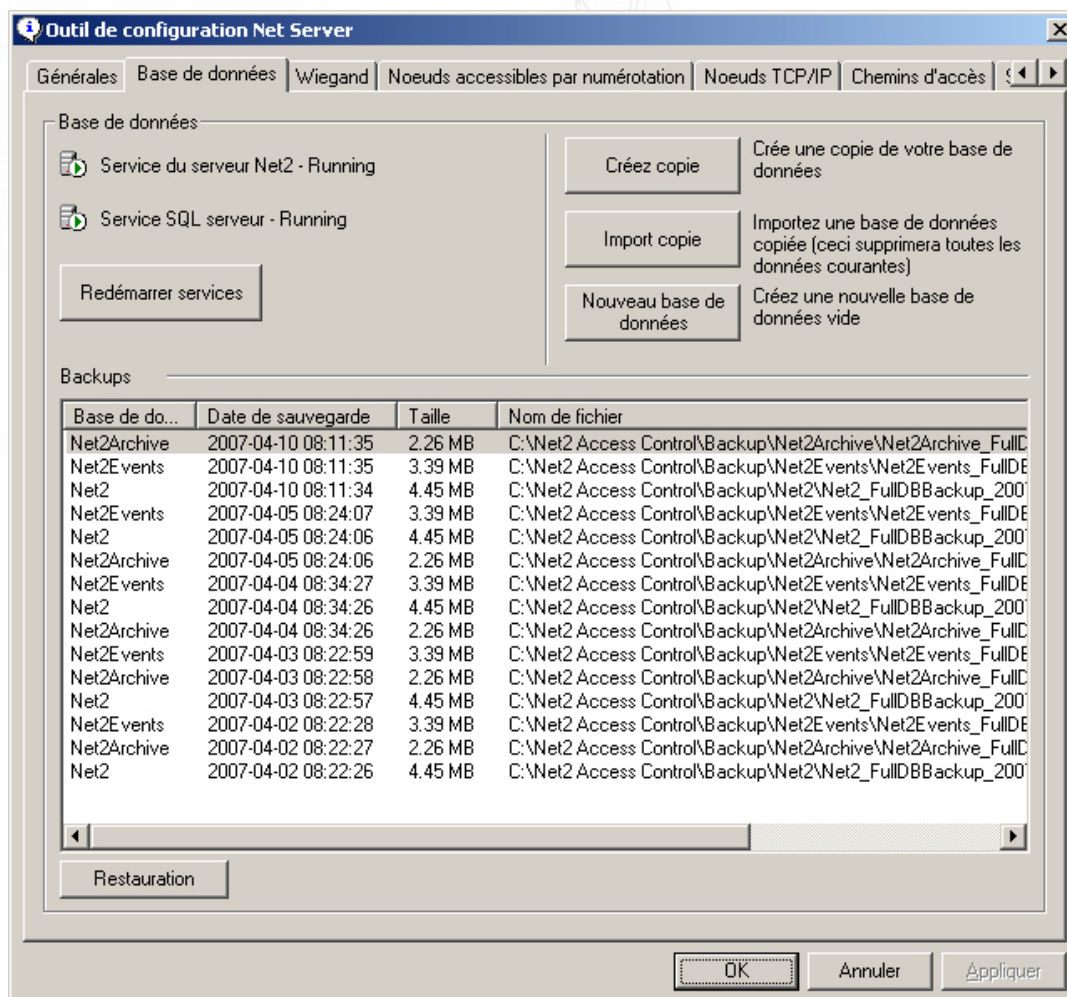 Outil de configuration Net Server
Générales Base de données Wiegand Noeuds accessibles par numérotation Noeuds TCP/IP Chemins d'accès
Base de données
Service du serveur Net2 - Running
Service SQL serveur - Running
Redémarrer services
Créez copie
Crée une copie de votre base de
données
Import copie
Importez une base de données
copiée (ceci supprimera toutes les
données courantes)
Nouveau base de
données
Créez une nouvelle base de
données vide
Backups
Base de do... Date de sauvegarde Taille Nom de fichier
Net2Archive 2007-04-10 08:11:35 2.26 MB C:\Net2 Access Control\Backup\Net2Archive\Net2Archive_FullD
Net2Events 2007-04-10 08:11:35 3.39 MB C:\Net2 Access Control\Backup\Net2Events\Net2Events_FullDB
Net2 2007-04-10 08:11:34 4.45 MB C:\Net2 Access Control\Backup\Net2\Net2_FullDBBackup_200
Net2Events 2007-04-05 08:24:07 3.39 MB C:\Net2 Access Control\Backup\Net2Events\Net2Events_FullDB
Net2 2007-04-05 08:24:06 4.45 MB C:\Net2 Access Control\Backup\Net2\Net2_FullDBBackup_200
Net2Archive 2007-04-05 08:24:06 2.26 MB C:\Net2 Access Control\Backup\Net2Archive\Net2Archive_FullD
Net2Events 2007-04-04 08:34:27 3.39 MB C:\Net2 Access Control\Backup\Net2Events\Net2Events_FullDB
Net2 2007-04-04 08:34:26 4.45 MB C:\Net2 Access Control\Backup\Net2\Net2_FullDBBackup_200
Net2Archive 2007-04-04 08:34:26 2.26 MB C:\Net2 Access Control\Backup\Net2Archive\Net2Archive_FullD
Net2Events 2007-04-03 08:22:59 3.39 MB C:\Net2 Access Control\Backup\Net2Events\Net2Events_FullDB
Net2Archive 2007-04-03 08:22:58 2.26 MB C:\Net2 Access Control\Backup\Net2Archive\Net2Archive_FullD
Net2 2007-04-03 08:22:57 4.45 MB C:\Net2 Access Control\Backup\Net2\Net2_FullDBBackup_200
Net2Events 2007-04-02 08:22:28 3.39 MB C:\Net2 Access Control\Backup\Net2Events\Net2Events_FullDB
Net2Archive 2007-04-02 08:22:27 2.26 MB C:\Net2 Access Control\Backup\Net2Archive\Net2Archive_FullD
Net2 2007-04-02 08:22:26 4.45 MB C:\Net2 Access Control\Backup\Net2\Net2_FullDBBackup_200
Restauration
OK Annuler Appliquer